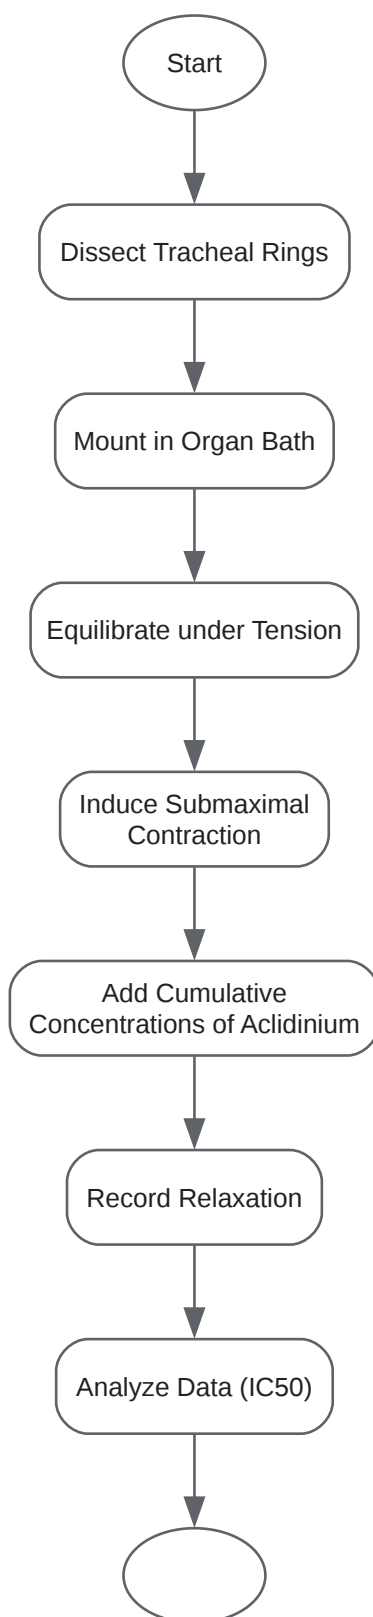 Start
Dissect Tracheal Rings
Mount in Organ Bath
Equilibrate under Tension
Induce Submaximal
Contraction
Add Cumulative
Concentrations of Aclidinium
Record Relaxation
Analyze Data (IC50)